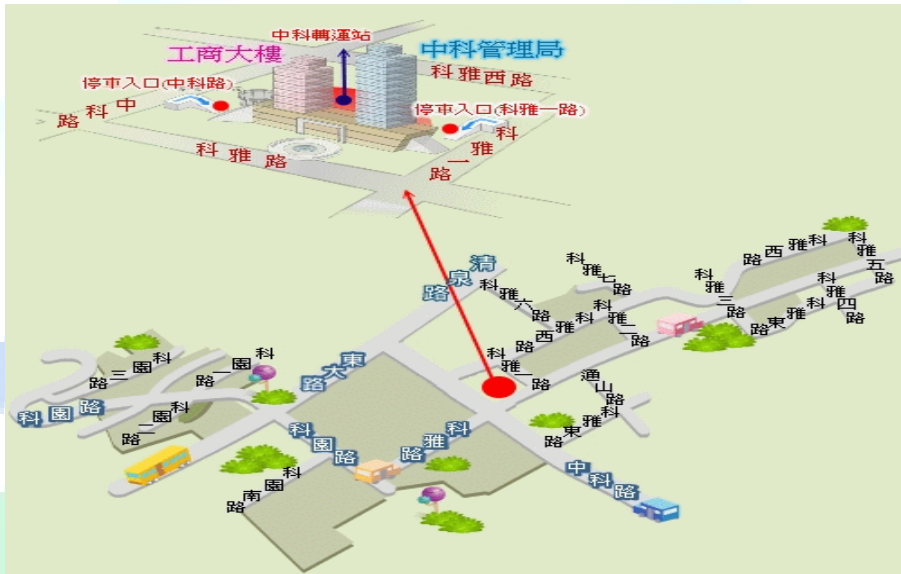 中科轉運站
工商大樓
中科管理局
科雅西路
停車入口(中科路)
停車入口(科雅一路)
中科路
科雅一路
科雅路
清泉路
科雅六路
科雅七路
科雅西路
科雅二路
科雅三路
科雅西路
科雅五路
科雅四路
科雅東路
科雅一路
通山路
科雅東路
東大路
科園一路
科園三路
科園二路
科園路
科園路
科雅路
科園南路
中科路